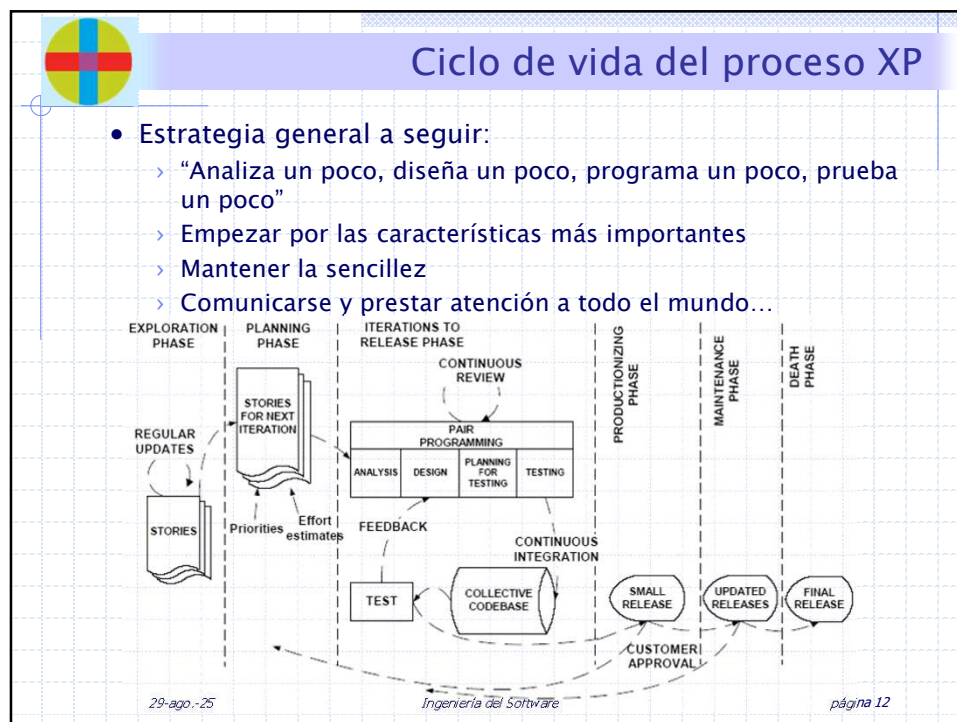 Ciclo de vida del proceso XP
• Estrategia general a seguir:
› “Analiza un poco, diseña un poco, programa un poco, prueba
un poco”
› Empezar por las características más importantes
› Mantener la sencillez
› Comunicarse y prestar atención a todo el mundo…
EXPLORATION
PHASE
PLANNING
PHASE
ITERATIONS TO
RELEASE PHASE
PRODUCTIONIZING
PHASE
MAINTENANCE
PHASE
DEATH
PHASE
CONTINUOUS
REVIEW
STORIES
FOR NEXT
ITERATION
REGULAR
UPDATES
PAIR
PROGRAMMING
ANALYSIS
DESIGN
PLANNING
FOR
TESTING
TESTING
STORIES
Priorities
Effort
estimates
FEEDBACK
CONTINUOUS
INTEGRATION
TEST
COLLECTIVE
CODEBASE
SMALL
RELEASE
UPDATED
RELEASES
FINAL
RELEASE
CUSTOMER
APPROVAL
29-ago.-25
Ingeniería del Software
página 12